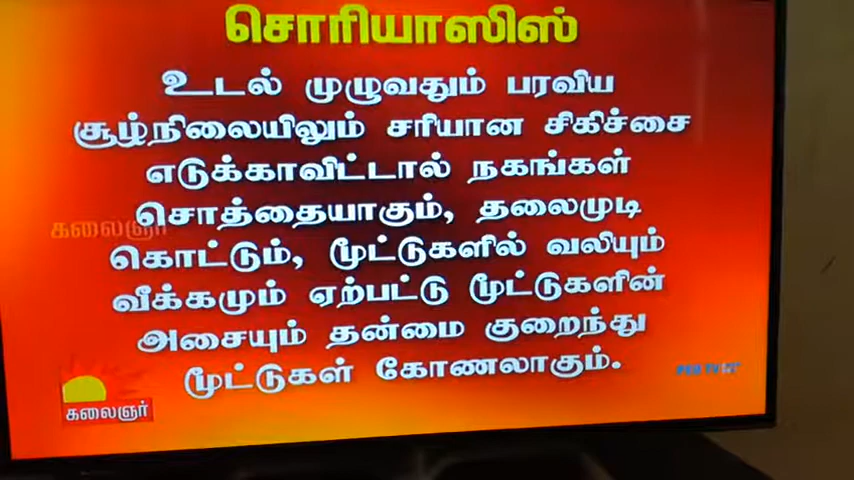 சொரியாஸிஸ்
உடல் முழுவதும் பரவிய
சூழ்நிலையிலும் சரியான சிகிச்சை
எடுக்காவிட்டால் நகங்கள்
சொத்தையாகும், தலைமுடி
கலைஞர்
கொட்டும், மூட்டுகளில் வலியும்
வீக்கமும் ஏற்பட்டு மூட்டுகளின்
அசையும் தன்மை குறைந்து
மூட்டுகள் கோணலாகும்.
கலைஞர்